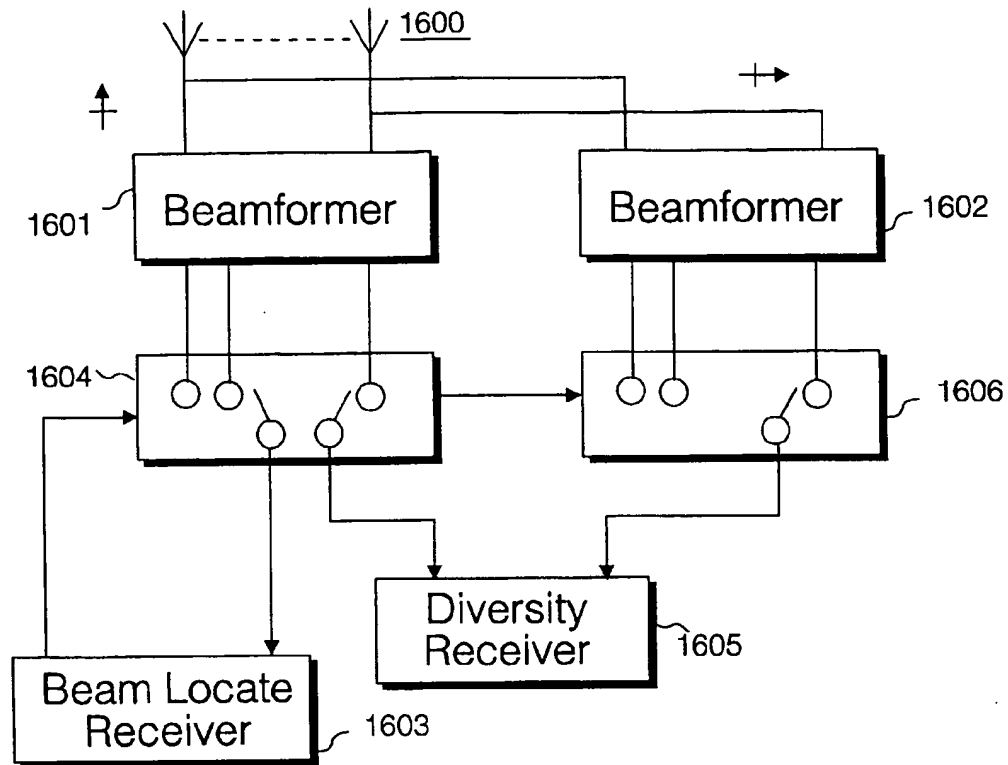 1600
Beamformer
1601
Beamformer
1602
1604
1606
Diversity
Receiver
1605
Beam Locate
Receiver
1603